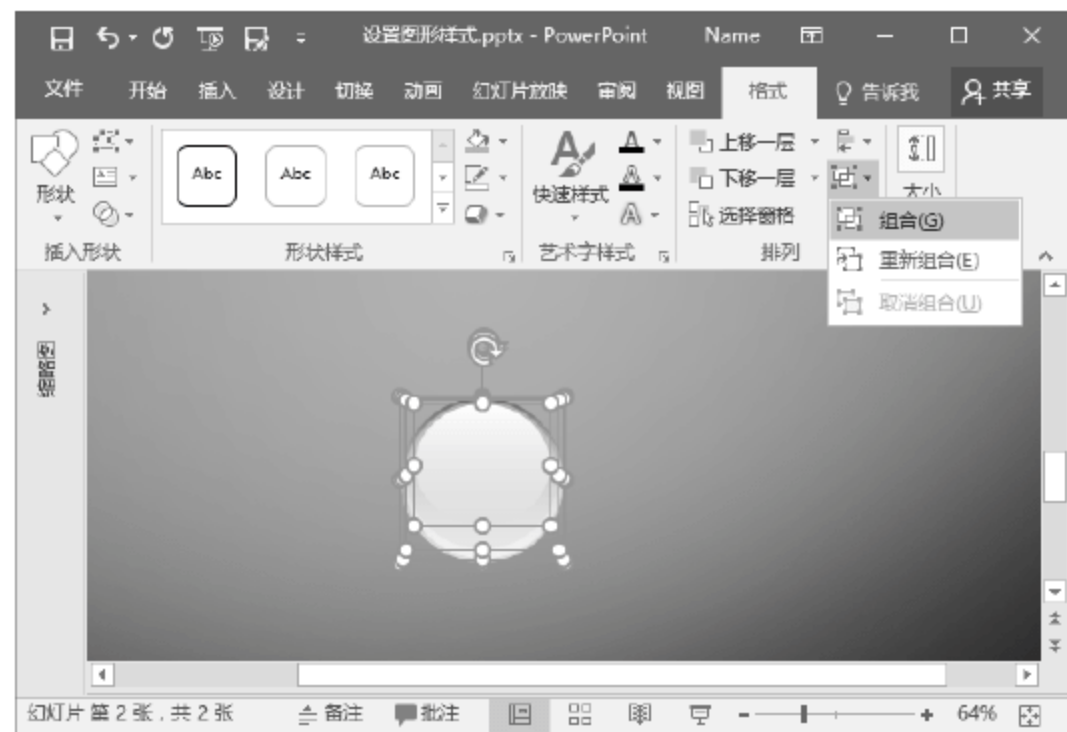 设置图形样式.pptx - PowerPoint Name
文件 开始 插入 设计 切换 动画 幻灯片放映 审阅 视图 格式 告诉我 共享
形状
插入形状
Abc Abc Abc
形状样式
快速样式
艺术字样式
上移一层
下移一层
选择窗格
排列
大小
组合(G)
重新组合(E)
取消组合(U)
缩略图
幻灯片 第 2 张，共 2 张 备注 批注 64%